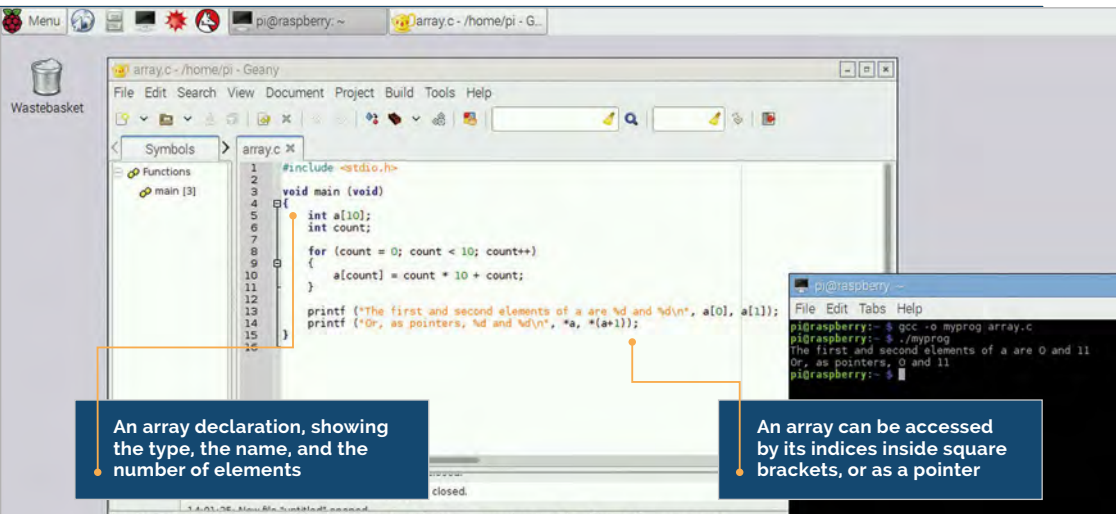 Menu pi@raspberry: ~ array.c - /home/pi - G...
Wastebasket
array.c - /home/pi - Geany
File Edit Search View Document Project Build Tools Help
Symbols array.c
Functions
main [3]
1 #include <stdio.h>
2
3 void main (void)
4 {
5 int a[10];
6 int count;
7
8 for (count = 0; count < 10; count++)
9 {
10 a[count] = count * 10 + count;
11 }
12
13 printf ("The first and second elements of a are %d and %d\n", a[0], a[1]);
14 printf ("Or, as pointers, %d and %d\n", *a, *(a+1));
15 }
16
pi@raspberry: ~
File Edit Tabs Help
pi@raspberry:~ $ gcc -o myprog array.c
pi@raspberry:~ $ ./myprog
The first and second elements of a are 0 and 11
Or, as pointers, 0 and 11
pi@raspberry:~ $
An array declaration, showing
the type, the name, and the
number of elements
An array can be accessed
by its indices inside square
brackets, or as a pointer
closed.